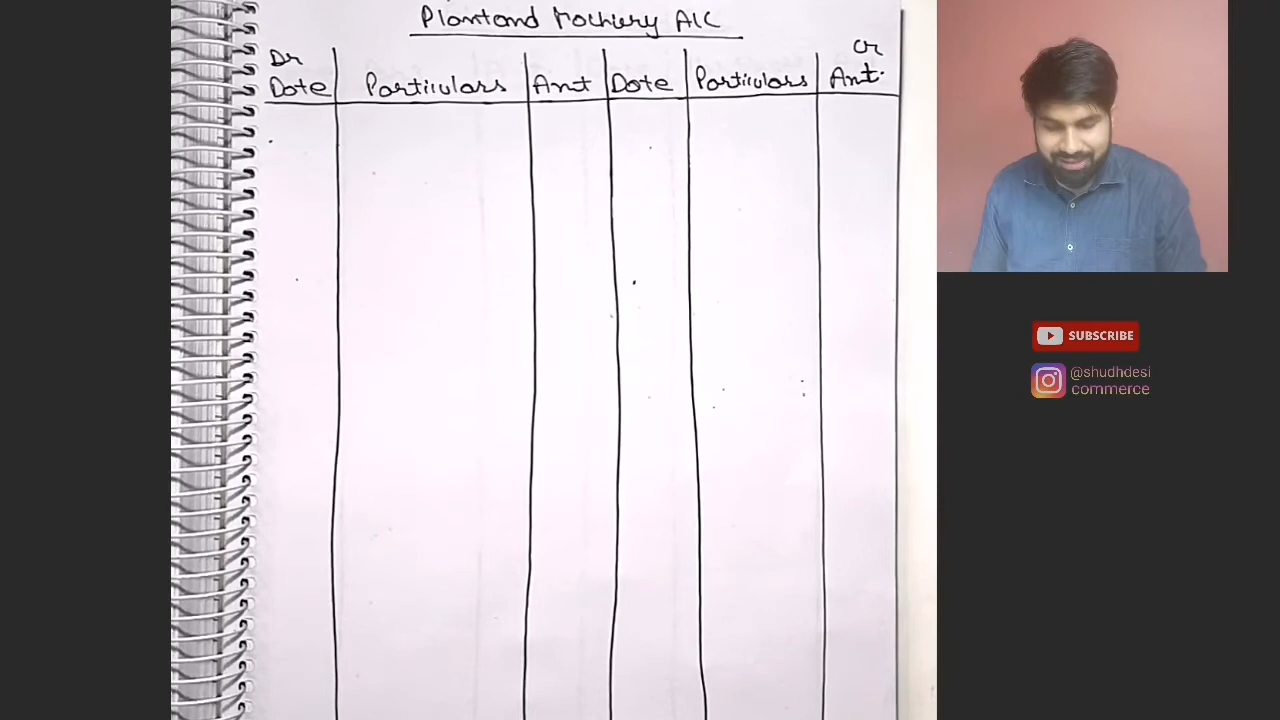 Plant and Machinery A/C
Dr
Cr
Date Particulars Amt Date Particulars Amt.
SUBSCRIBE
@shudhdesi
commerce